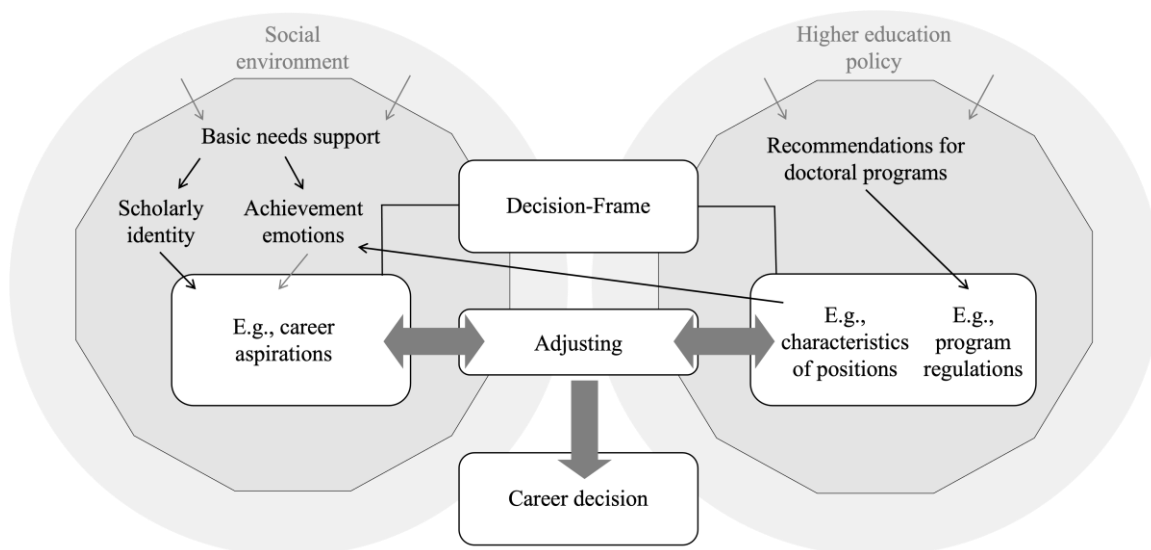 Social
environment
Higher education
policy
Basic needs support
Recommendations for
doctoral programs
Scholarly
identity
Achievement
emotions
Decision-Frame
E.g., career
aspirations
Adjusting
E.g.,
characteristics
of positions
E.g.,
program
regulations
Career decision